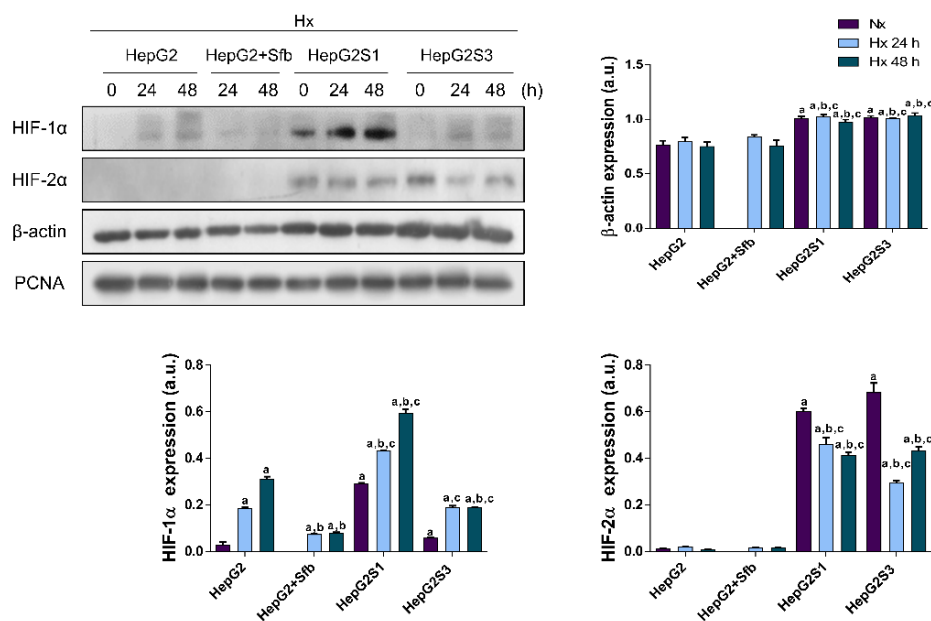 Hx
HepG2 HepG2+Sfb HepG2S1 HepG2S3
0 24 48 24 48 0 24 48 0 24 48 (h)
HIF-1α
HIF-2α
β-actin
PCNA
Nx
Hx 24 h
Hx 48 h
β-actin expression (a.u.)
1.5
1.0
0.5
0.0
a a,b,c a,b,c a a,b,c a,b,c
HepG2 HepG2+Sfb HepG2S1 HepG2S3
HIF-1α expression (a.u.)
0.8
0.6
0.4
0.2
0.0
a a a,b a,b a a,b,c a,b,c a a,c a,b,c
HepG2 HepG2+Sfb HepG2S1 HepG2S3
HIF-2α expression (a.u.)
0.8
0.6
0.4
0.2
0.0
a a,b,c a,b,c a a,b,c a,b,c
HepG2 HepG2+Sfb HepG2S1 HepG2S3